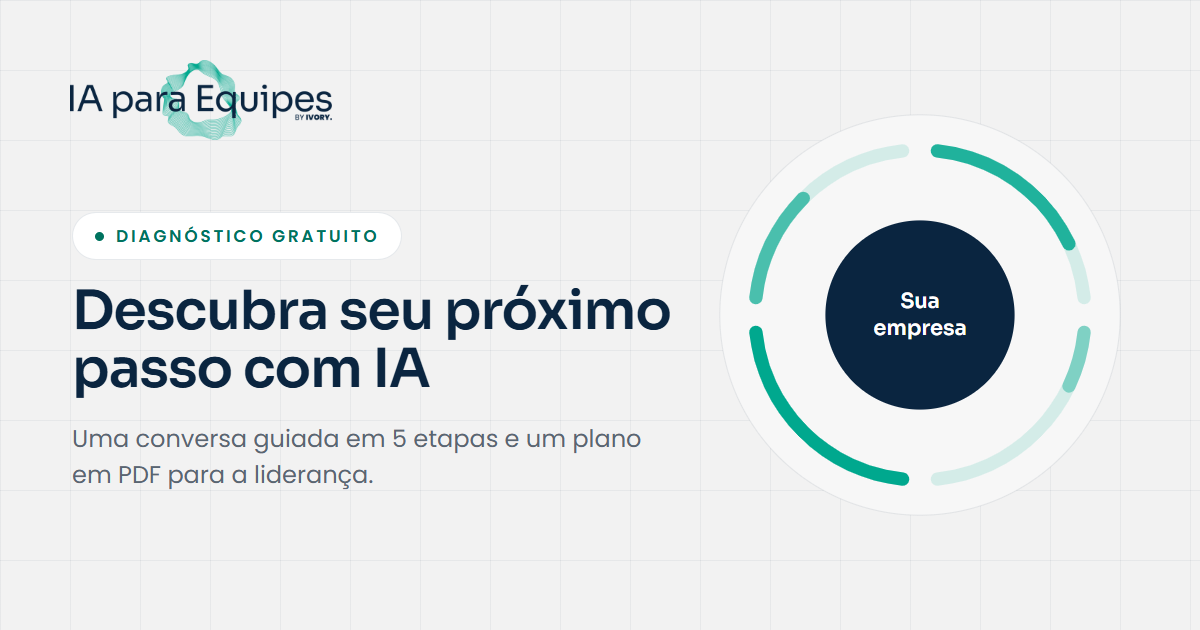 IA para Equipes
BY IVORY.
DIAGNÓSTICO GRATUITO
Descubra seu próximo
passo com IA
Uma conversa guiada em 5 etapas e um plano
em PDF para a liderança.
Sua
empresa